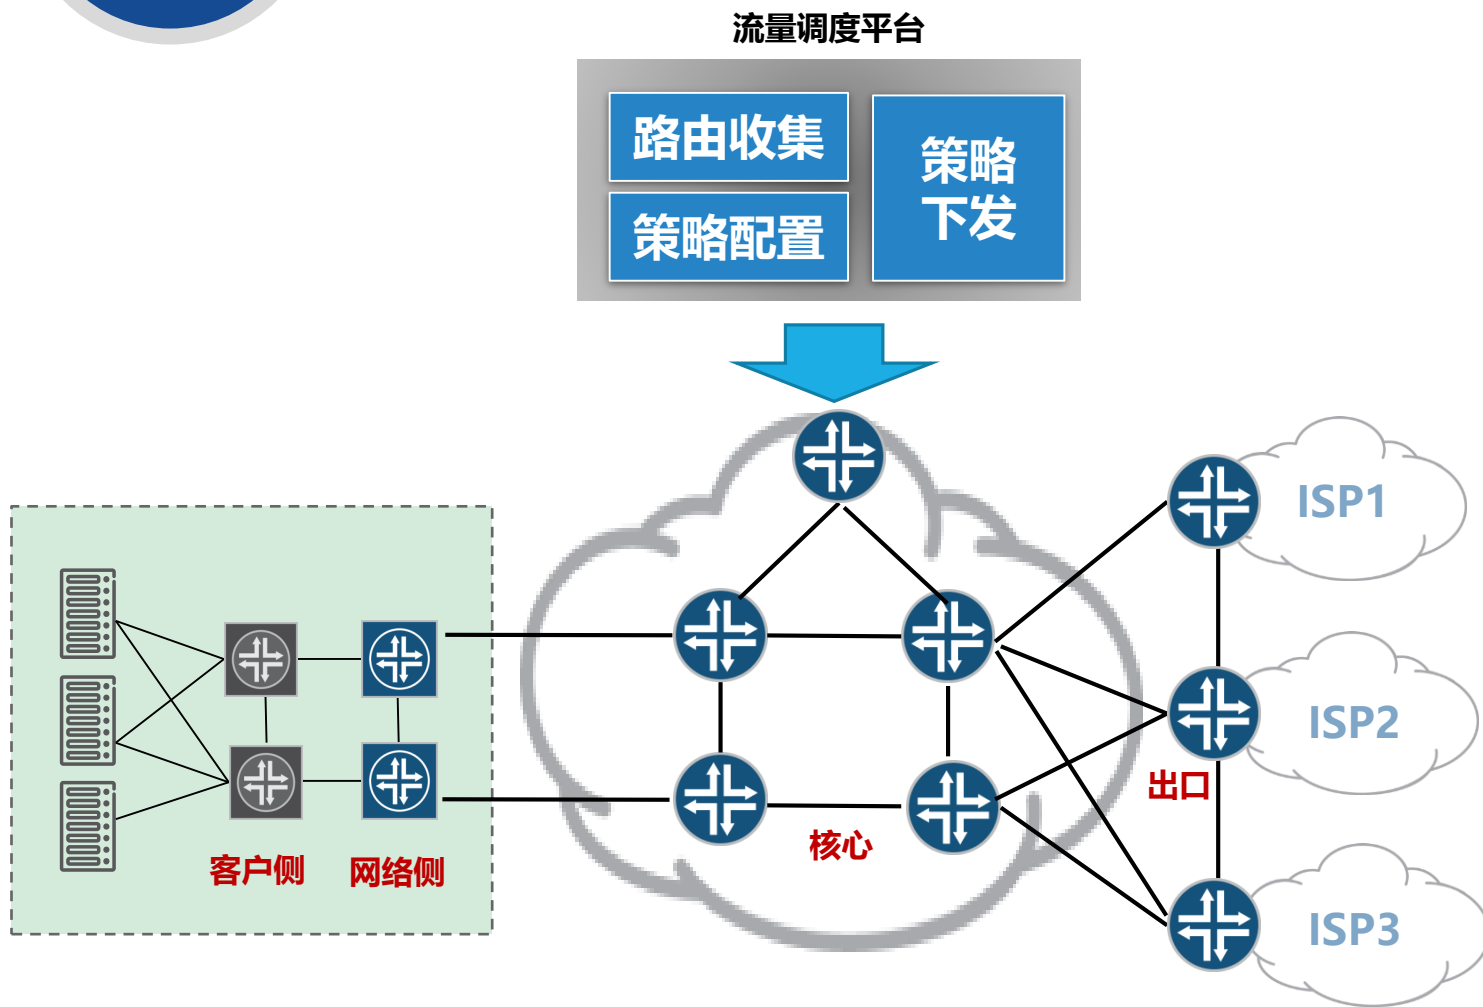 流量调度平台
路由收集
策略配置
策略
下发
ISP1
ISP2
出口
核心
客户侧
网络侧
ISP3